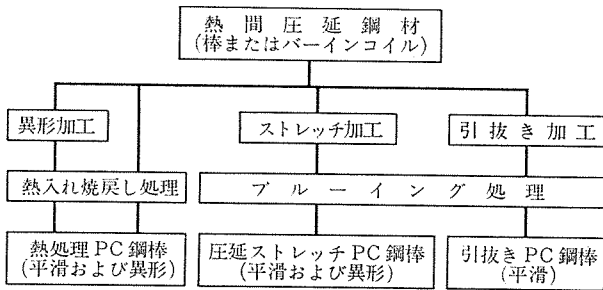 熱間圧延鋼材
(棒またはバーインコイル)
異形加工
ストレッチ加工
引抜き加工
熱入れ焼戻し処理
ブルーイング処理
熱処理PC鋼棒
(平滑および異形)
圧延ストレッチPC鋼棒
(平滑および異形)
引抜きPC鋼棒
(平滑)